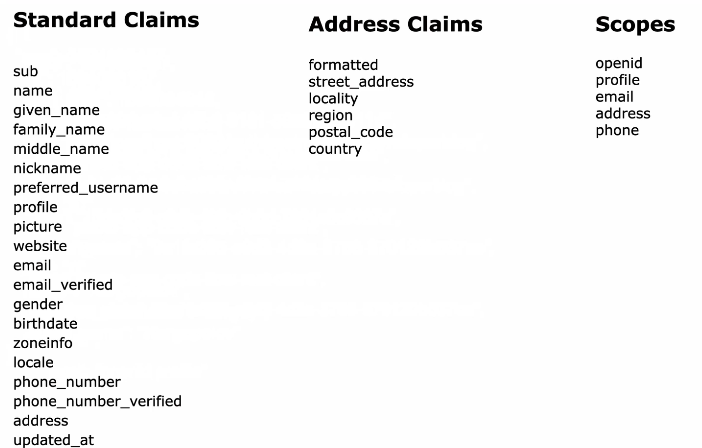 Standard Claims
sub
name
given_name
family_name
middle_name
nickname
preferred_username
profile
picture
website
email
email_verified
gender
birthdate
zoneinfo
locale
phone_number
phone_number_verified
address
updated_at
Address Claims
formatted
street_address
locality
region
postal_code
country
Scopes
openid
profile
email
address
phone